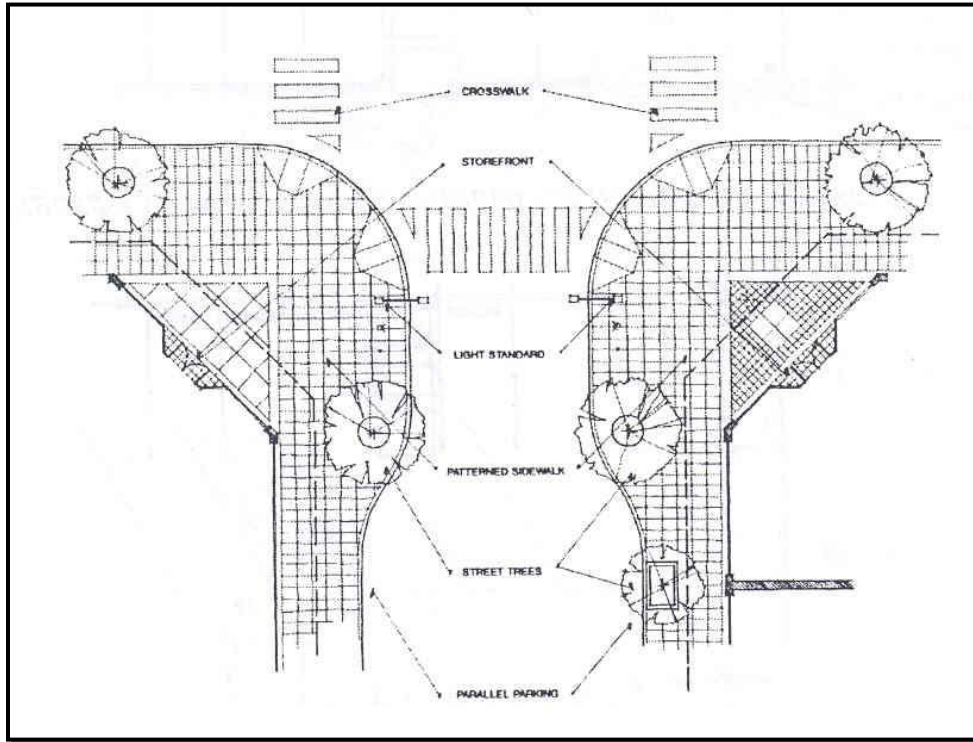 CROSSWALK
STOREFRONT
LIGHT STANDARD
PATTERNED SIDEWALK
STREET TREES
PARALLEL PARKING